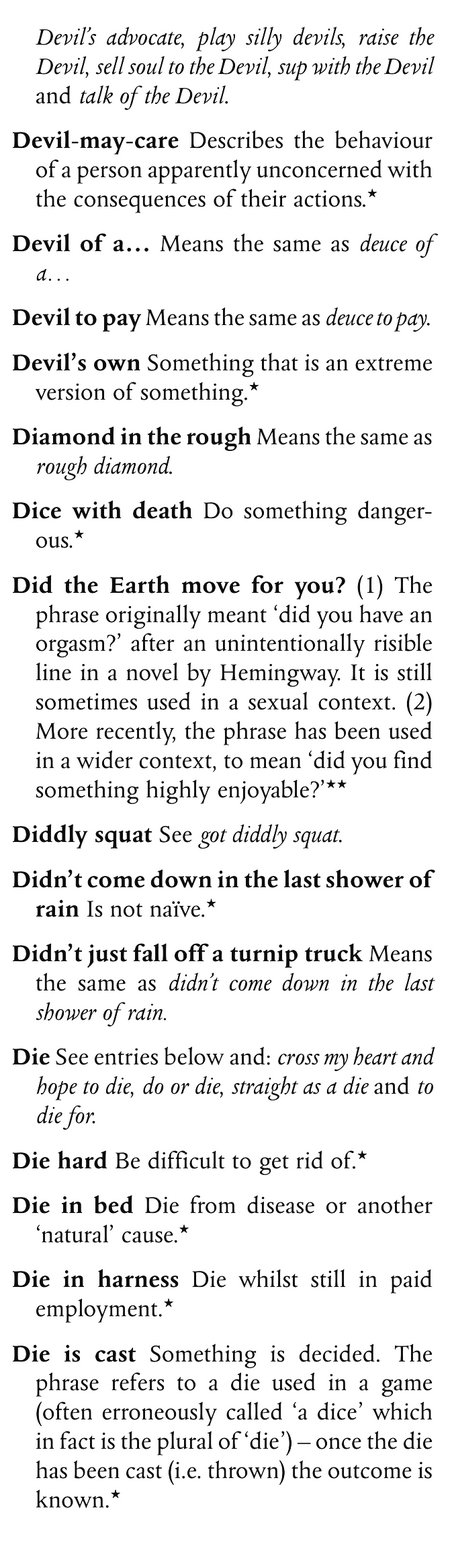 Devil's advocate, play silly devils, raise the
Devil, sell soul to the Devil, sup with the Devil
and talk of the Devil.
Devil-may-care Describes the behaviour
of a person apparently unconcerned with
the consequences of their actions.★
Devil of a… Means the same as deuce of
a…
Devil to pay Means the same as deuce to pay.
Devil's own Something that is an extreme
version of something.★
Diamond in the rough Means the same as
rough diamond.
Dice with death Do something danger-
ous.★
Did the Earth move for you? (1) The
phrase originally meant 'did you have an
orgasm?' after an unintentionally risible
line in a novel by Hemingway. It is still
sometimes used in a sexual context. (2)
More recently, the phrase has been used
in a wider context, to mean 'did you find
something highly enjoyable?'★★
Diddly squat See got diddly squat.
Didn't come down in the last shower of
rain Is not naïve.★
Didn't just fall off a turnip truck Means
the same as didn't come down in the last
shower of rain.
Die See entries below and: cross my heart and
hope to die, do or die, straight as a die and to
die for.
Die hard Be difficult to get rid of.★
Die in bed Die from disease or another
'natural' cause.★
Die in harness Die whilst still in paid
employment.★
Die is cast Something is decided. The
phrase refers to a die used in a game
(often erroneously called 'a dice' which
in fact is the plural of 'die') – once the die
has been cast (i.e. thrown) the outcome is
known.★